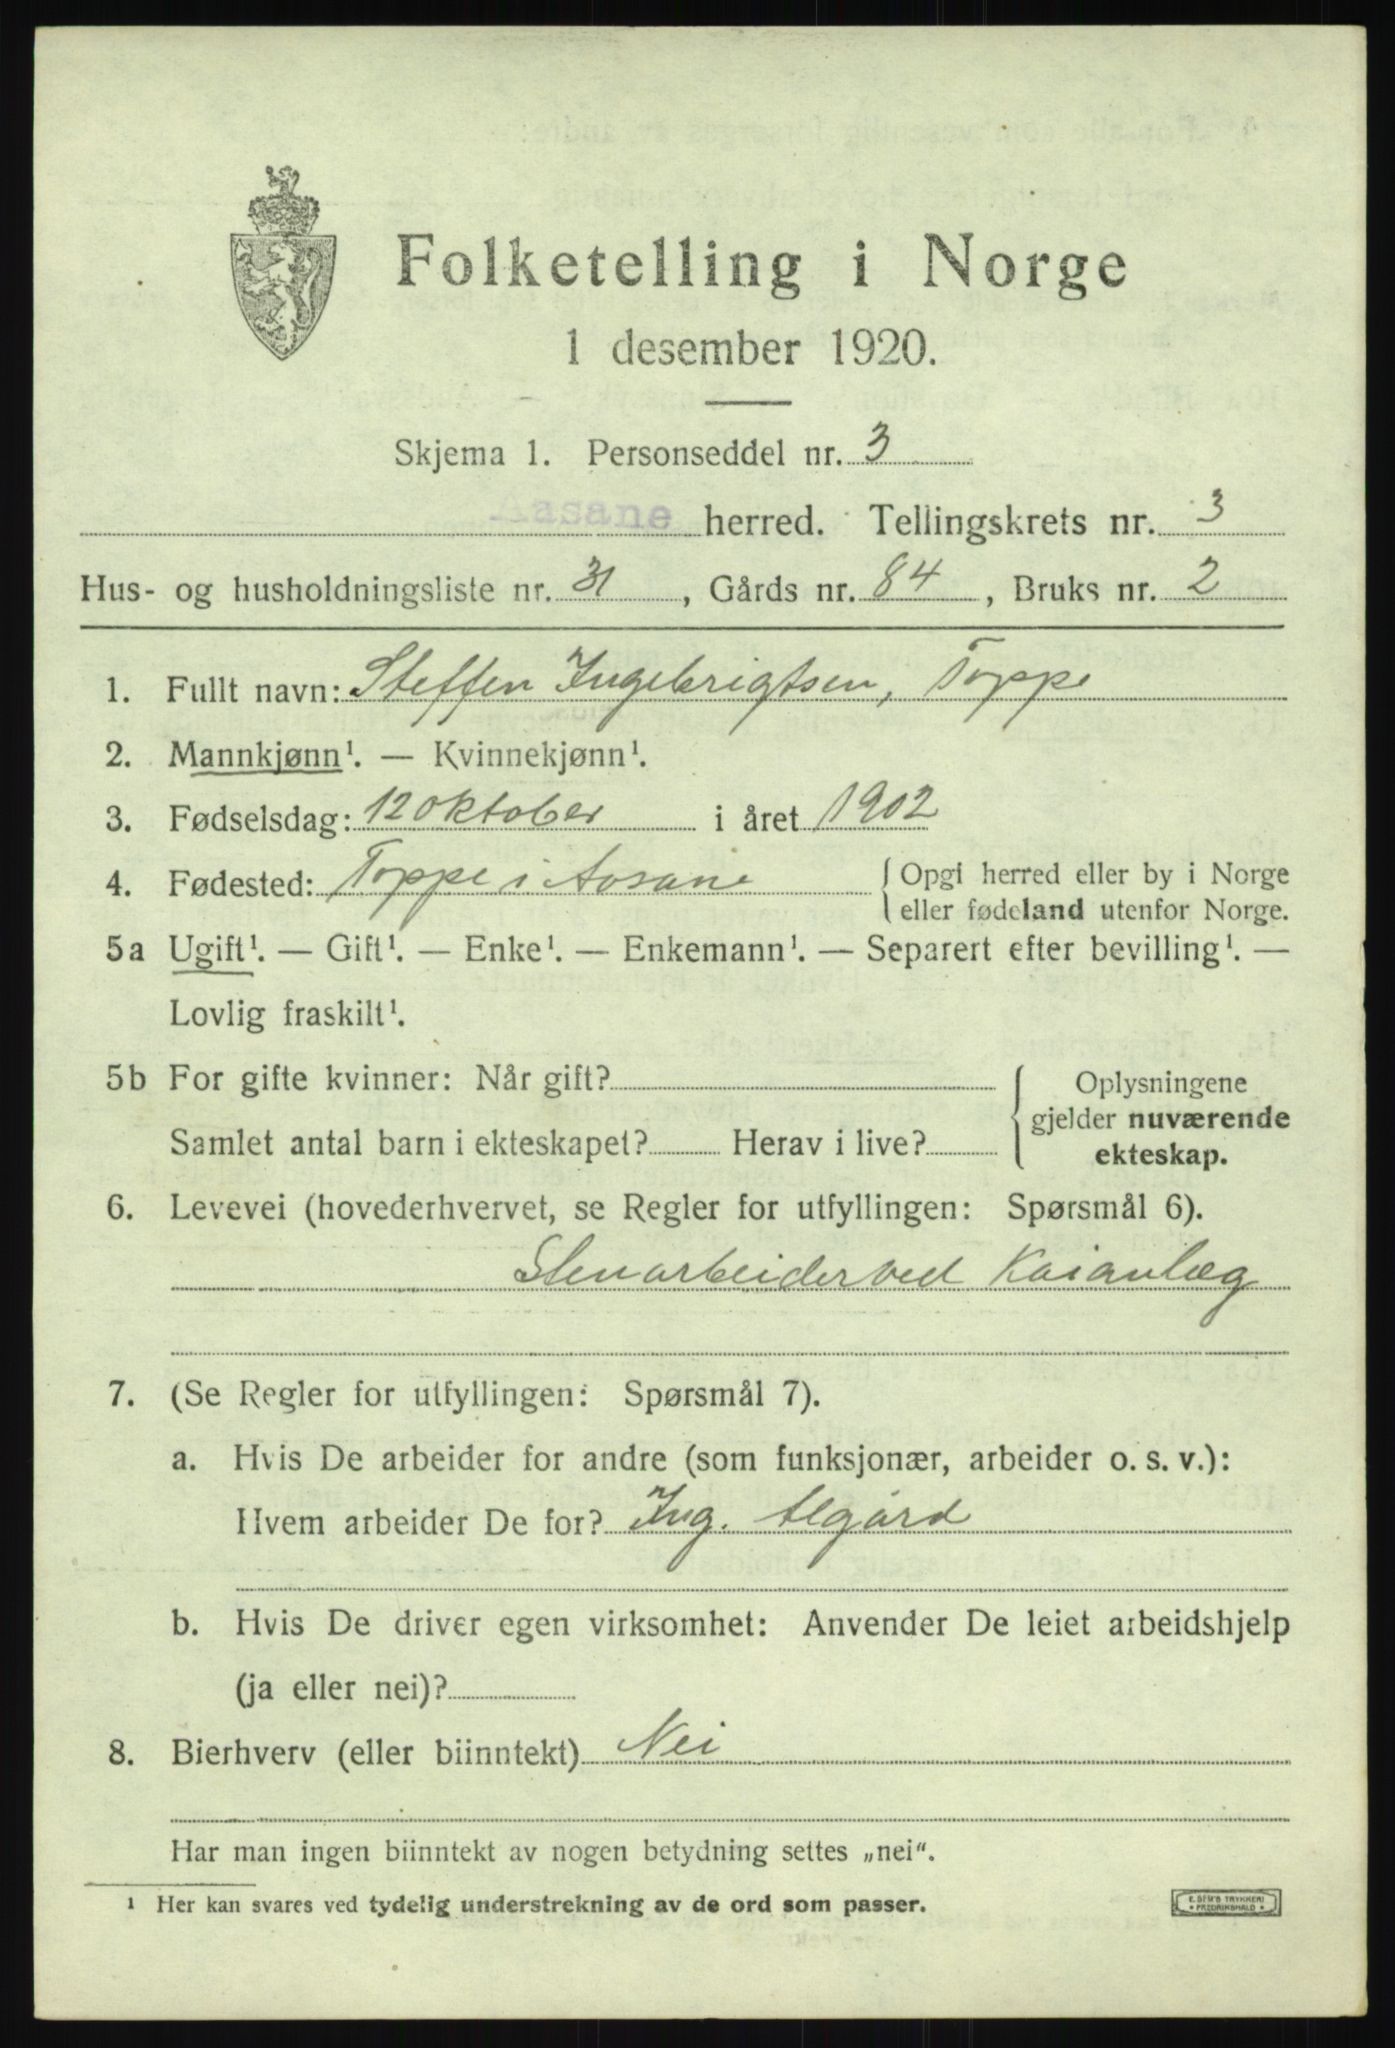 Folketelling i Norge
1 desember 1920.
Skjema 1. Personseddel nr. 3
Aasane herred. Tellingskrets nr. 3
Hus- og husholdningsliste nr. 31, Gårds nr. 84, Bruks nr. 2
1. Fullt navn: Steffen Ingebrigtsen, Toppe
2. Mannkjønn¹. — Kvinnekjønn¹.
3. Fødselsdag: 12 oktober i året 1902
4. Fødested: Toppe i Aasane { Opgi herred eller by i Norge
eller fødeland utenfor Norge.
5a Ugift¹. — Gift¹. — Enke¹. — Enkemann¹. — Separert efter bevilling¹. —
Lovlig fraskilt¹.
5b For gifte kvinner: Når gift?
Samlet antal barn i ekteskapet? Herav i live?
{ Oplysningene
gjelder nuværende
ekteskap.
6. Levevei (hovederhvervet, se Regler for utfyllingen: Spørsmål 6).
Stenarbeider ved Kaianlæg
7. (Se Regler for utfyllingen: Spørsmål 7).
a. Hvis De arbeider for andre (som funksjonær, arbeider o. s. v.):
Hvem arbeider De for? Ing. Algård
b. Hvis De driver egen virksomhet: Anvender De leiet arbeidshjelp
(ja eller nei)?
8. Bierhverv (eller biinntekt) Nei
Har man ingen biinntekt av nogen betydning settes „nei“.
¹ Her kan svares ved tydelig understrekning av de ord som passer.
E. SEM'S TRYKKERI
• FREDRIKSHALD •